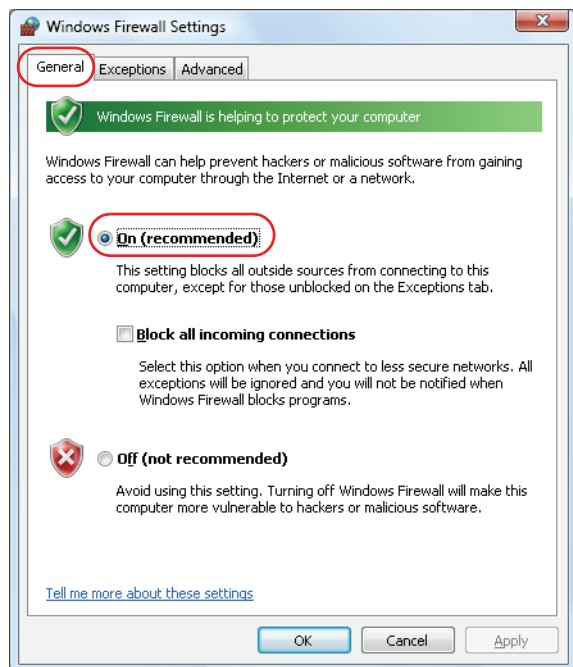 Windows Firewall Settings
General
Exceptions
Advanced
Windows Firewall is helping to protect your computer
Windows Firewall can help prevent hackers or malicious software from gaining
access to your computer through the Internet or a network.
On (recommended)
This setting blocks all outside sources from connecting to this
computer, except for those unblocked on the Exceptions tab.
Block all incoming connections
Select this option when you connect to less secure networks. All
exceptions will be ignored and you will not be notified when
Windows Firewall blocks programs.
Off (not recommended)
Avoid using this setting. Turning off Windows Firewall will make this
computer more vulnerable to hackers or malicious software.
Tell me more about these settings
OK
Cancel
Apply